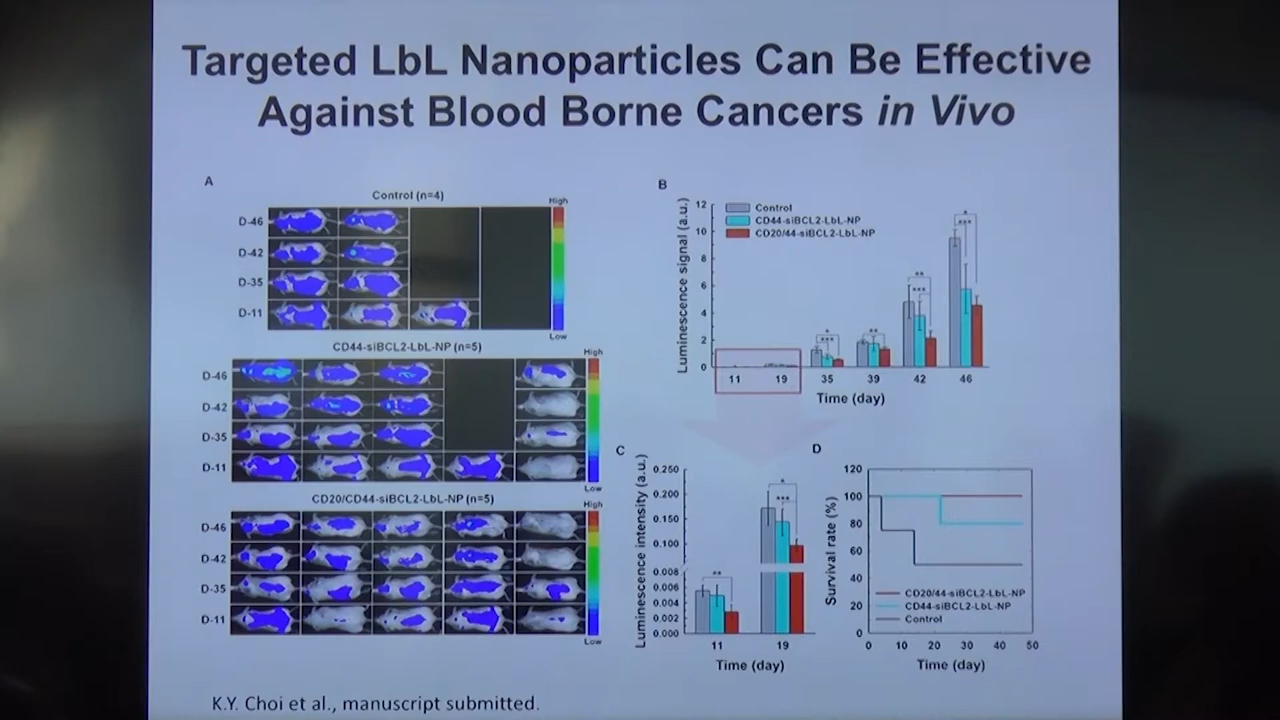 Targeted LbL Nanoparticles Can Be Effective
Against Blood Borne Cancers in Vivo
A
Control (n=4)
High
D-46
D-42
D-35
D-11
Low
CD44-siBCL2-LbL-NP (n=5)
High
D-46
D-42
D-35
D-11
Low
CD20/CD44-siBCL2-LbL-NP (n=5)
High
D-46
D-42
D-35
D-11
Low
B
Luminescence signal (a.u.)
12
10
8
6
4
2
0
Control
CD44-siBCL2-LbL-NP
CD20/44-siBCL2-LbL-NP
* *** ** ** *** * ***
11 19 35 39 42 46
Time (day)
C
Luminescence intensity (a.u.)
0.250
0.200
0.150
0.100
0.008
0.006
0.004
0.002
0.000
** * ***
11 19
Time (day)
D
Survival rate (%)
120
100
80
60
40
20
0
CD20/44-siBCL2-LbL-NP
CD44-siBCL2-LbL-NP
Control
0 10 20 30 40 50
Time (day)
K.Y. Choi et al., manuscript submitted.